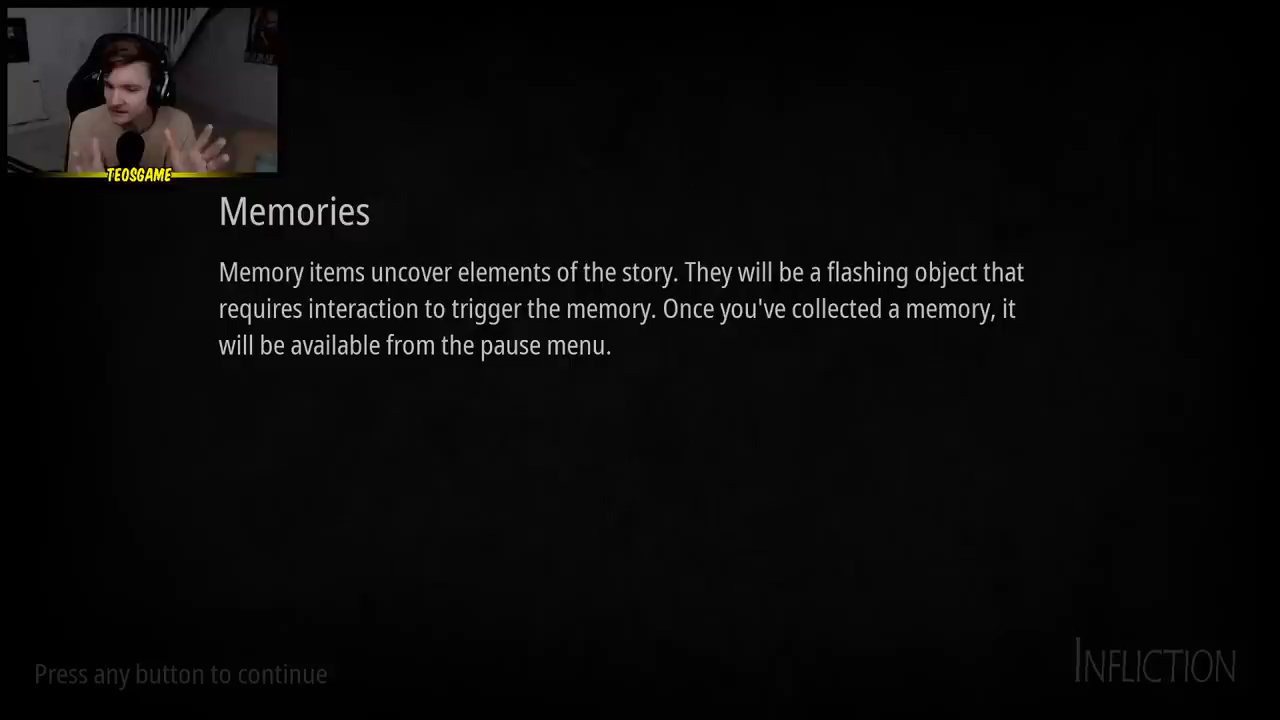 TEOSGAME
Memories
Memory items uncover elements of the story. They will be a flashing object that
requires interaction to trigger the memory. Once you've collected a memory, it
will be available from the pause menu.
Press any button to continue
INFLICTION